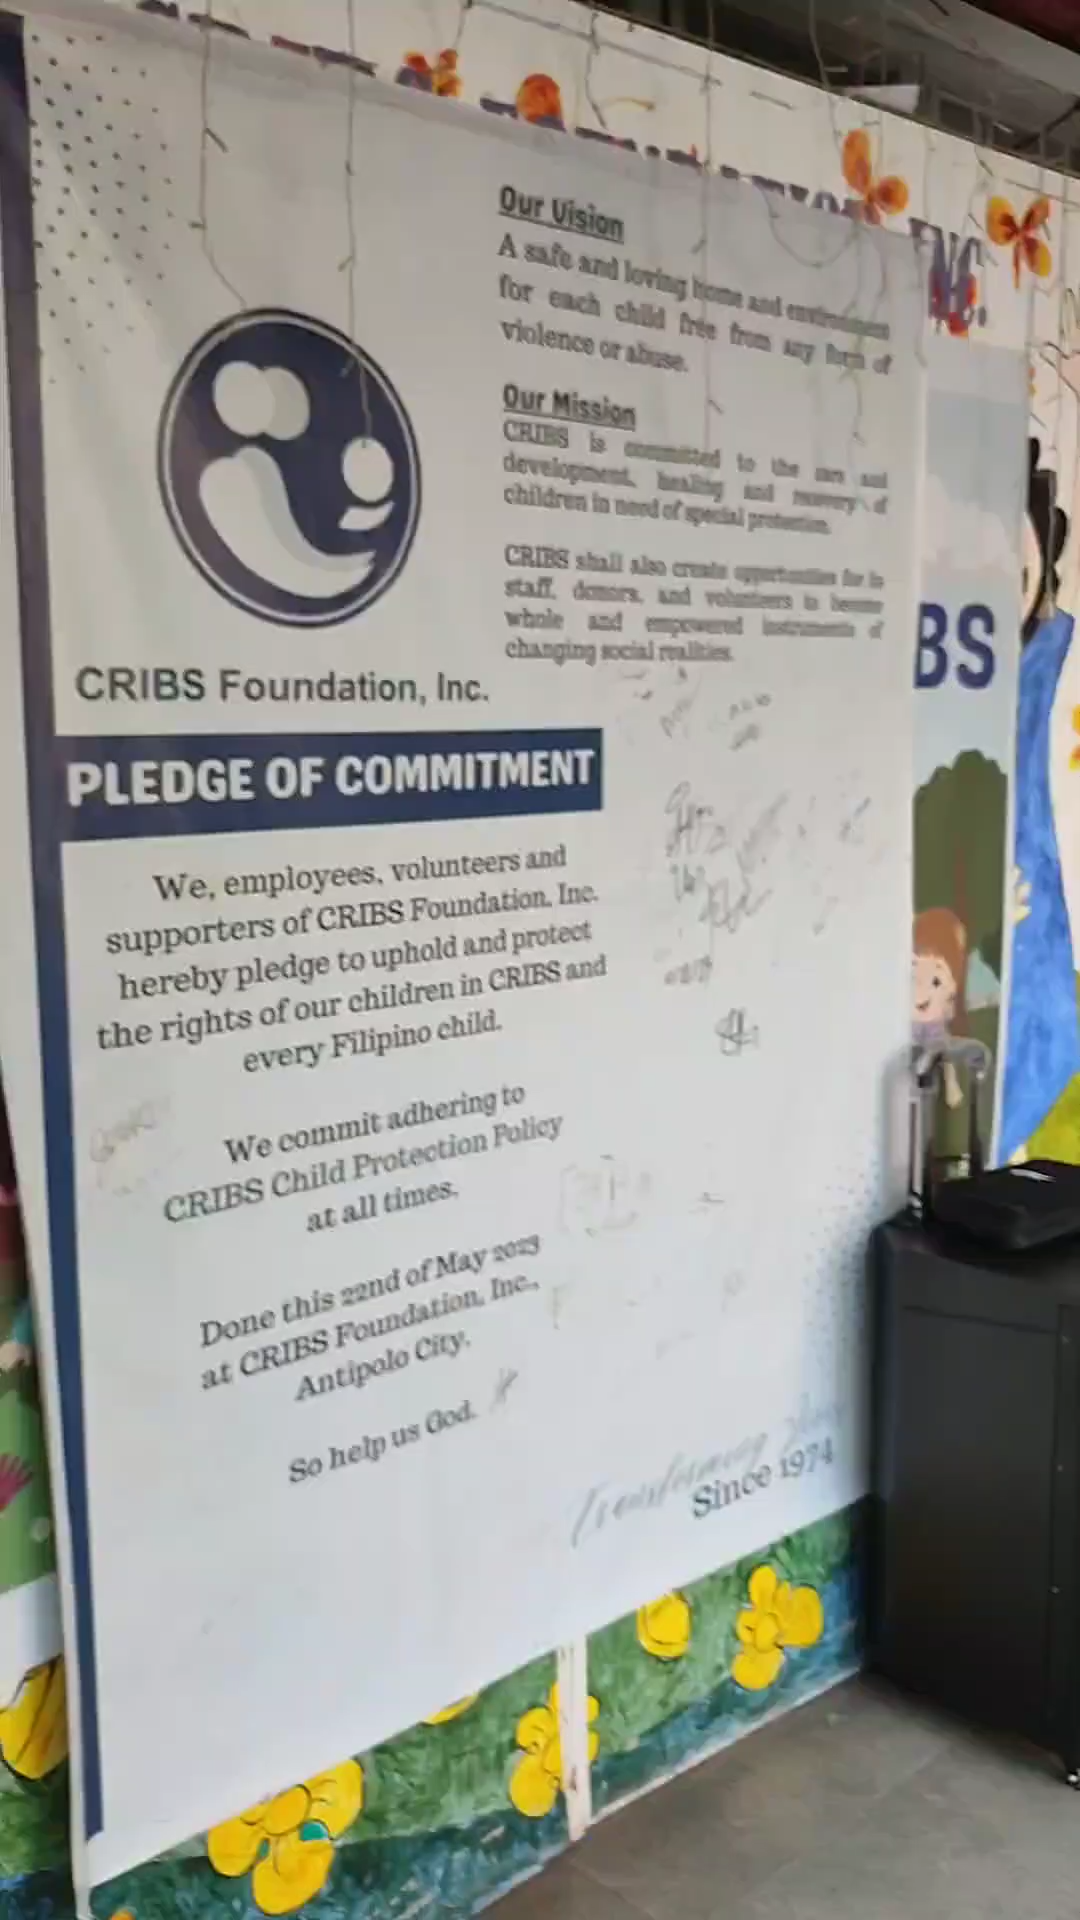 Our Vision
A safe and loving home and environment
for each child free from any form of
violence or abuse.
Our Mission
CRIBS is committed to the care and
development, healing and recovery of
children in need of special protection.
CRIBS shall also create opportunities for its
staff, donors, and volunteers to become
whole and empowered instruments of
changing social realities.
CRIBS Foundation, Inc.
PLEDGE OF COMMITMENT
We, employees, volunteers and
supporters of CRIBS Foundation, Inc.
hereby pledge to uphold and protect
the rights of our children in CRIBS and
every Filipino child.
We commit adhering to
CRIBS Child Protection Policy
at all times.
Done this 22nd of May 2023
at CRIBS Foundation, Inc.,
Antipolo City.
So help us God.
Transforming
Since 1974
INC.
BS